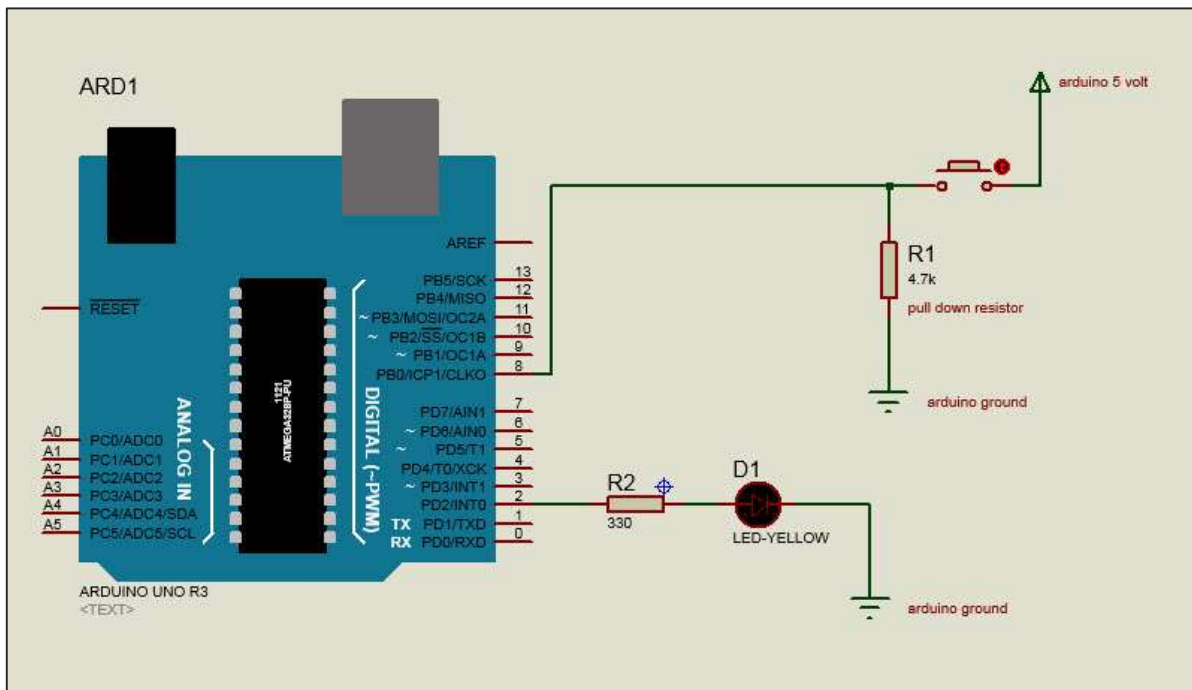 ARD1
arduino 5 volt
AREF
PB5/SCK 13
RESET
PB4/MISO 12
~ PB3/MOSI/OC2A 11
~ PB2/SS/OC1B 10
~ PB1/OC1A 9
PB0/ICP1/CLKO 8
R1
4.7k
pull down resistor
1121
ATMEGA328P-PU
DIGITAL (~PWM)
ANALOG IN
arduino ground
PD7/AIN1 7
~ PD6/AIN0 6
~ PD5/T1 5
PD4/T0/XCK 4
~ PD3/INT1 3
PD2/INT0 2
TX PD1/TXD 1
RX PD0/RXD 0
A0 PC0/ADC0
A1 PC1/ADC1
A2 PC2/ADC2
A3 PC3/ADC3
A4 PC4/ADC4/SDA
A5 PC5/ADC5/SCL
R2
330
D1
LED-YELLOW
ARDUINO UNO R3
<TEXT>
arduino ground